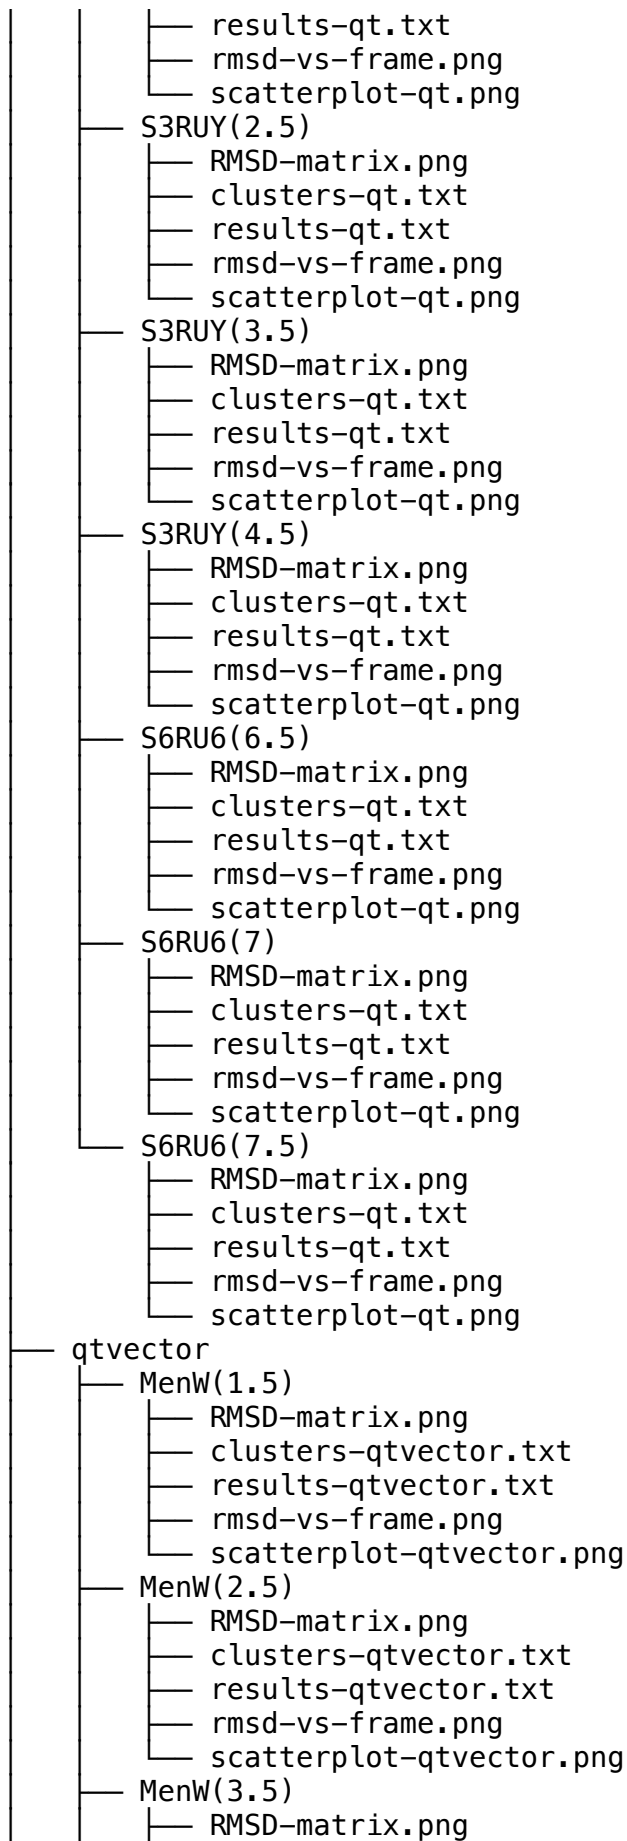 │   │   ├── results-qt.txt
│   │   ├── rmsd-vs-frame.png
│   │   └── scatterplot-qt.png
│   ├── S3RUY(2.5)
│   │   ├── RMSD-matrix.png
│   │   ├── clusters-qt.txt
│   │   ├── results-qt.txt
│   │   ├── rmsd-vs-frame.png
│   │   └── scatterplot-qt.png
│   ├── S3RUY(3.5)
│   │   ├── RMSD-matrix.png
│   │   ├── clusters-qt.txt
│   │   ├── results-qt.txt
│   │   ├── rmsd-vs-frame.png
│   │   └── scatterplot-qt.png
│   ├── S3RUY(4.5)
│   │   ├── RMSD-matrix.png
│   │   ├── clusters-qt.txt
│   │   ├── results-qt.txt
│   │   ├── rmsd-vs-frame.png
│   │   └── scatterplot-qt.png
│   ├── S6RU6(6.5)
│   │   ├── RMSD-matrix.png
│   │   ├── clusters-qt.txt
│   │   ├── results-qt.txt
│   │   ├── rmsd-vs-frame.png
│   │   └── scatterplot-qt.png
│   ├── S6RU6(7)
│   │   ├── RMSD-matrix.png
│   │   ├── clusters-qt.txt
│   │   ├── results-qt.txt
│   │   ├── rmsd-vs-frame.png
│   │   └── scatterplot-qt.png
│   └── S6RU6(7.5)
│       ├── RMSD-matrix.png
│       ├── clusters-qt.txt
│       ├── results-qt.txt
│       ├── rmsd-vs-frame.png
│       └── scatterplot-qt.png
├── qtvector
│   ├── MenW(1.5)
│   │   ├── RMSD-matrix.png
│   │   ├── clusters-qtvector.txt
│   │   ├── results-qtvector.txt
│   │   ├── rmsd-vs-frame.png
│   │   └── scatterplot-qtvector.png
│   ├── MenW(2.5)
│   │   ├── RMSD-matrix.png
│   │   ├── clusters-qtvector.txt
│   │   ├── results-qtvector.txt
│   │   ├── rmsd-vs-frame.png
│   │   └── scatterplot-qtvector.png
│   ├── MenW(3.5)
│   │   ├── RMSD-matrix.png